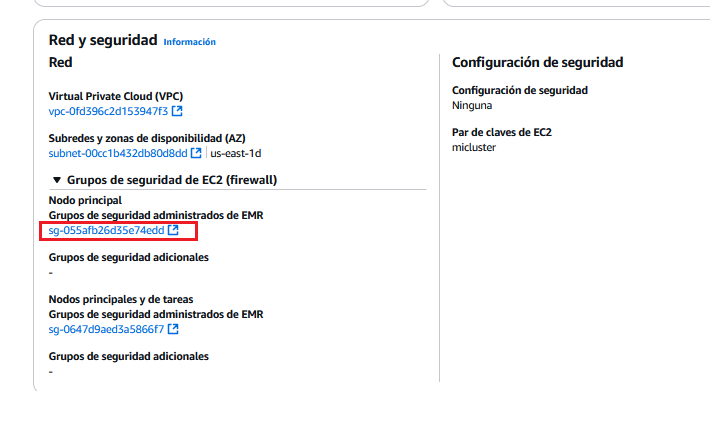 Red y seguridad Información
Red
Virtual Private Cloud (VPC)
vpc-0fd396c2d153947f3
Subredes y zonas de disponibilidad (AZ)
subnet-00cc1b432db80d8dd | us-east-1d
Grupos de seguridad de EC2 (firewall)
Nodo principal
Grupos de seguridad administrados de EMR
sg-055afb26d35e74edd
Grupos de seguridad adicionales
-
Nodos principales y de tareas
Grupos de seguridad administrados de EMR
sg-0647d9aed3a5866f7
Grupos de seguridad adicionales
-
Configuración de seguridad
Configuración de seguridad
Ninguna
Par de claves de EC2
micluster